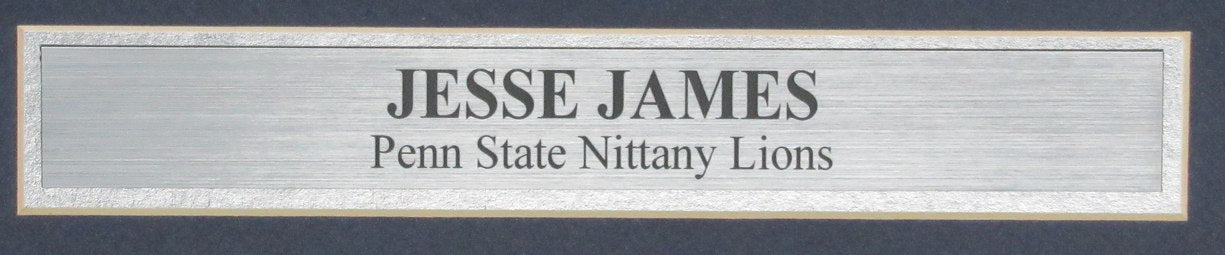 JESSE JAMES
Penn State Nittany Lions